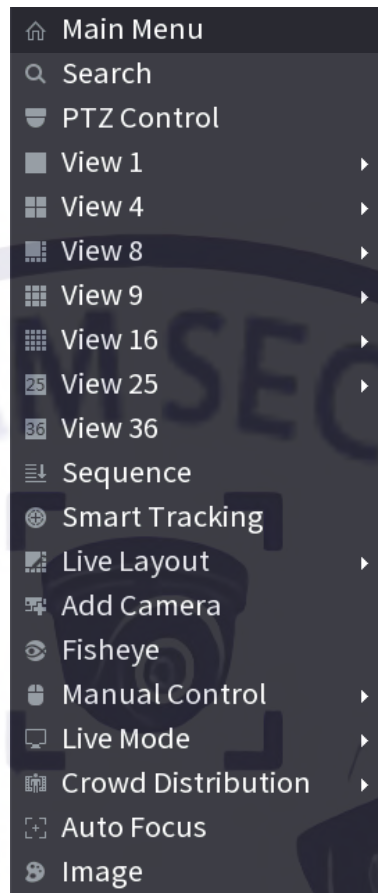 Main Menu
Search
PTZ Control
View 1
View 4
View 8
View 9
View 16
25 View 25
36 View 36
Sequence
Smart Tracking
Live Layout
Add Camera
Fisheye
Manual Control
Live Mode
Crowd Distribution
Auto Focus
Image